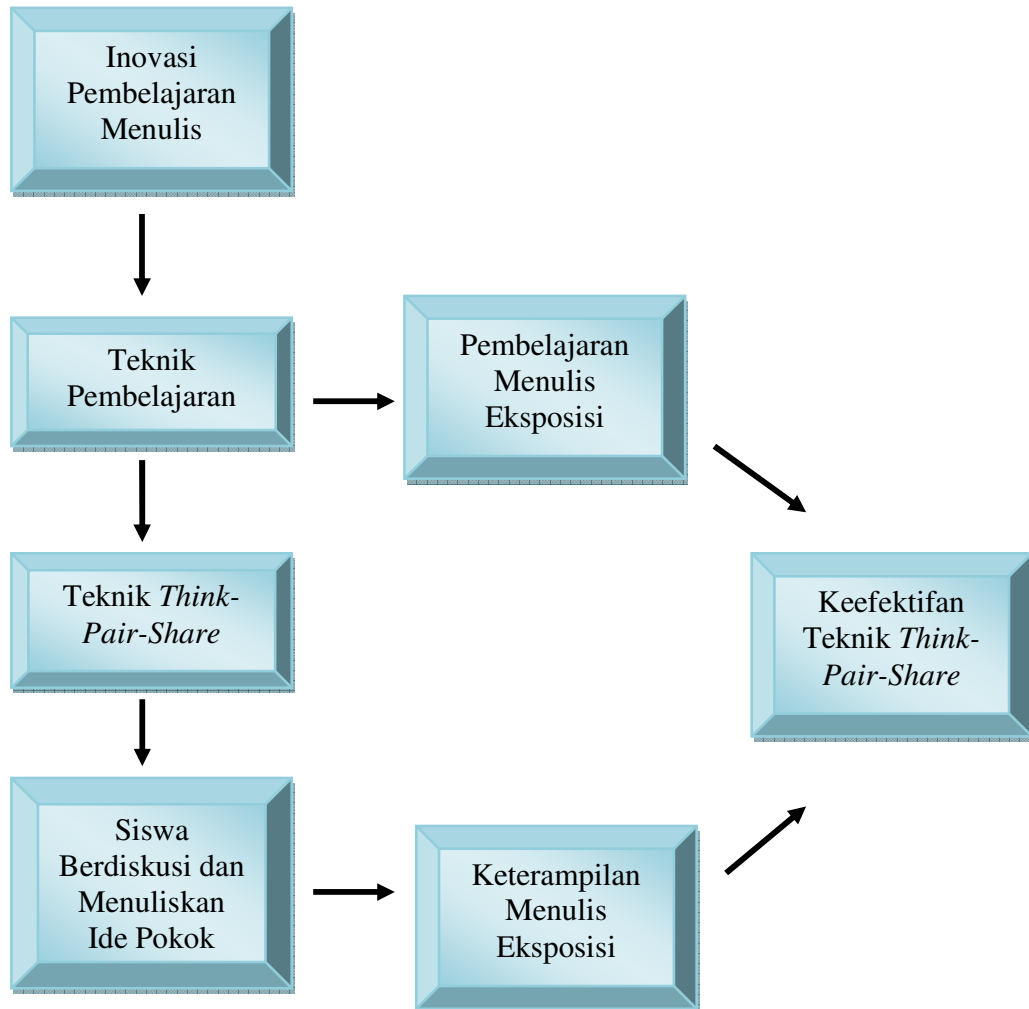 Inovasi
Pembelajaran
Menulis
Teknik
Pembelajaran
Pembelajaran
Menulis
Eksposisi
Teknik Think-
Pair-Share
Keefektifan
Teknik Think-
Pair-Share
Siswa
Berdiskusi dan
Menuliskan
Ide Pokok
Keterampilan
Menulis
Eksposisi